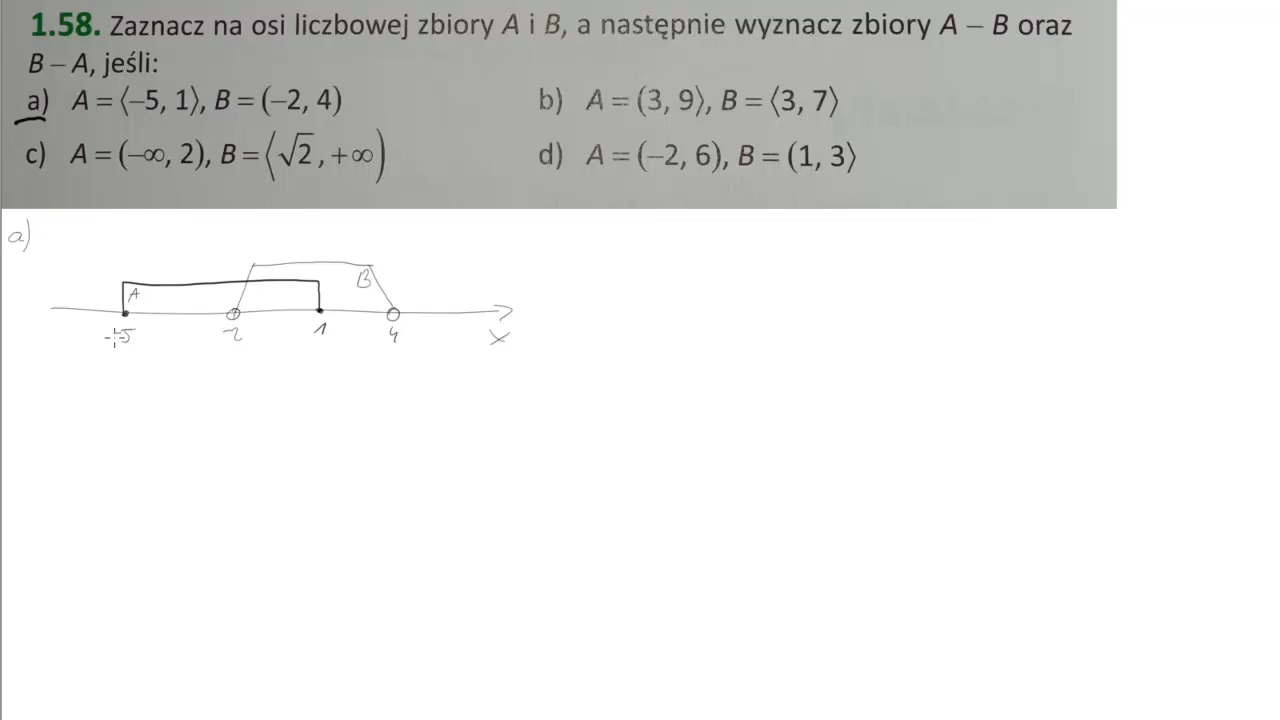 1.58. Zaznacz na osi liczbowej zbiory A i B, a następnie wyznacz zbiory A – B oraz
B – A, jeśli:
a) A = ⟨–5, 1⟩, B = (–2, 4)
b) A = (3, 9⟩, B = ⟨3, 7⟩
c) A = (–∞, 2), B = ⟨√2, +∞)
d) A = (–2, 6), B = (1, 3⟩
a)
A
B
-5 -2 1 4 x